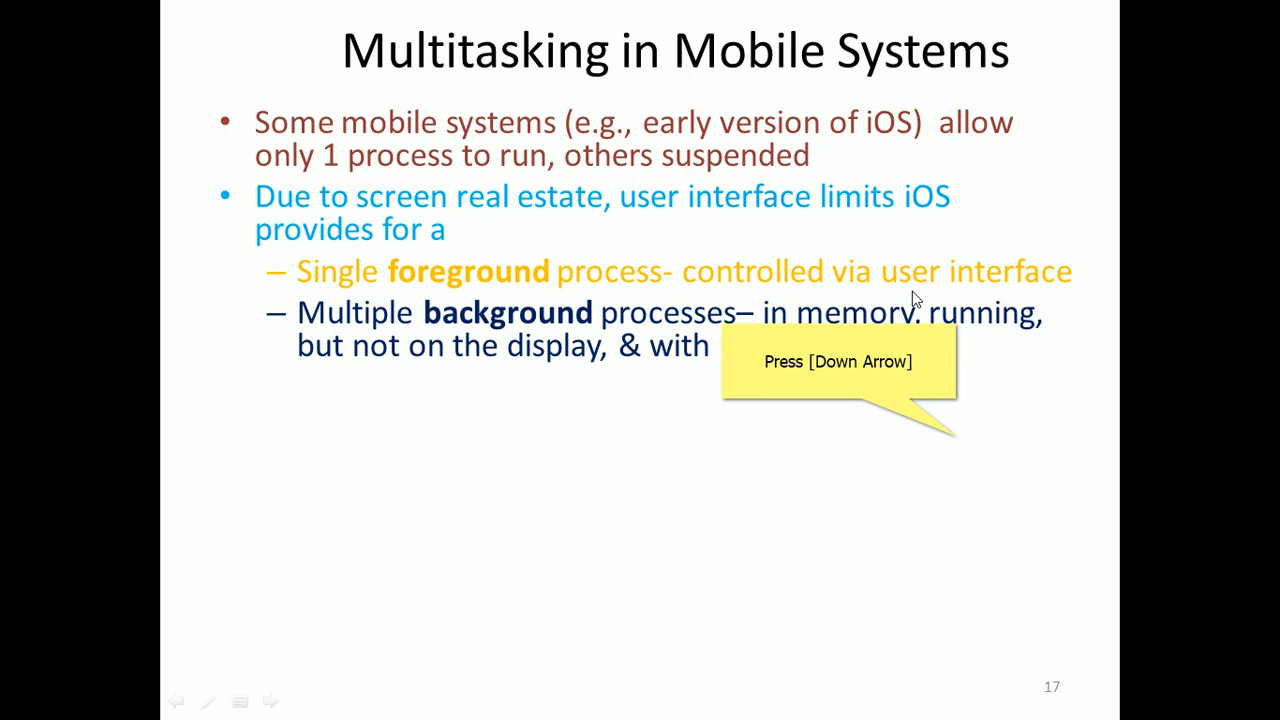 Multitasking in Mobile Systems
• Some mobile systems (e.g., early version of iOS) allow
only 1 process to run, others suspended
• Due to screen real estate, user interface limits iOS
provides for a
– Single foreground process- controlled via user interface
– Multiple background processes– in memory, running,
but not on the display, & with
Press [Down Arrow]
17